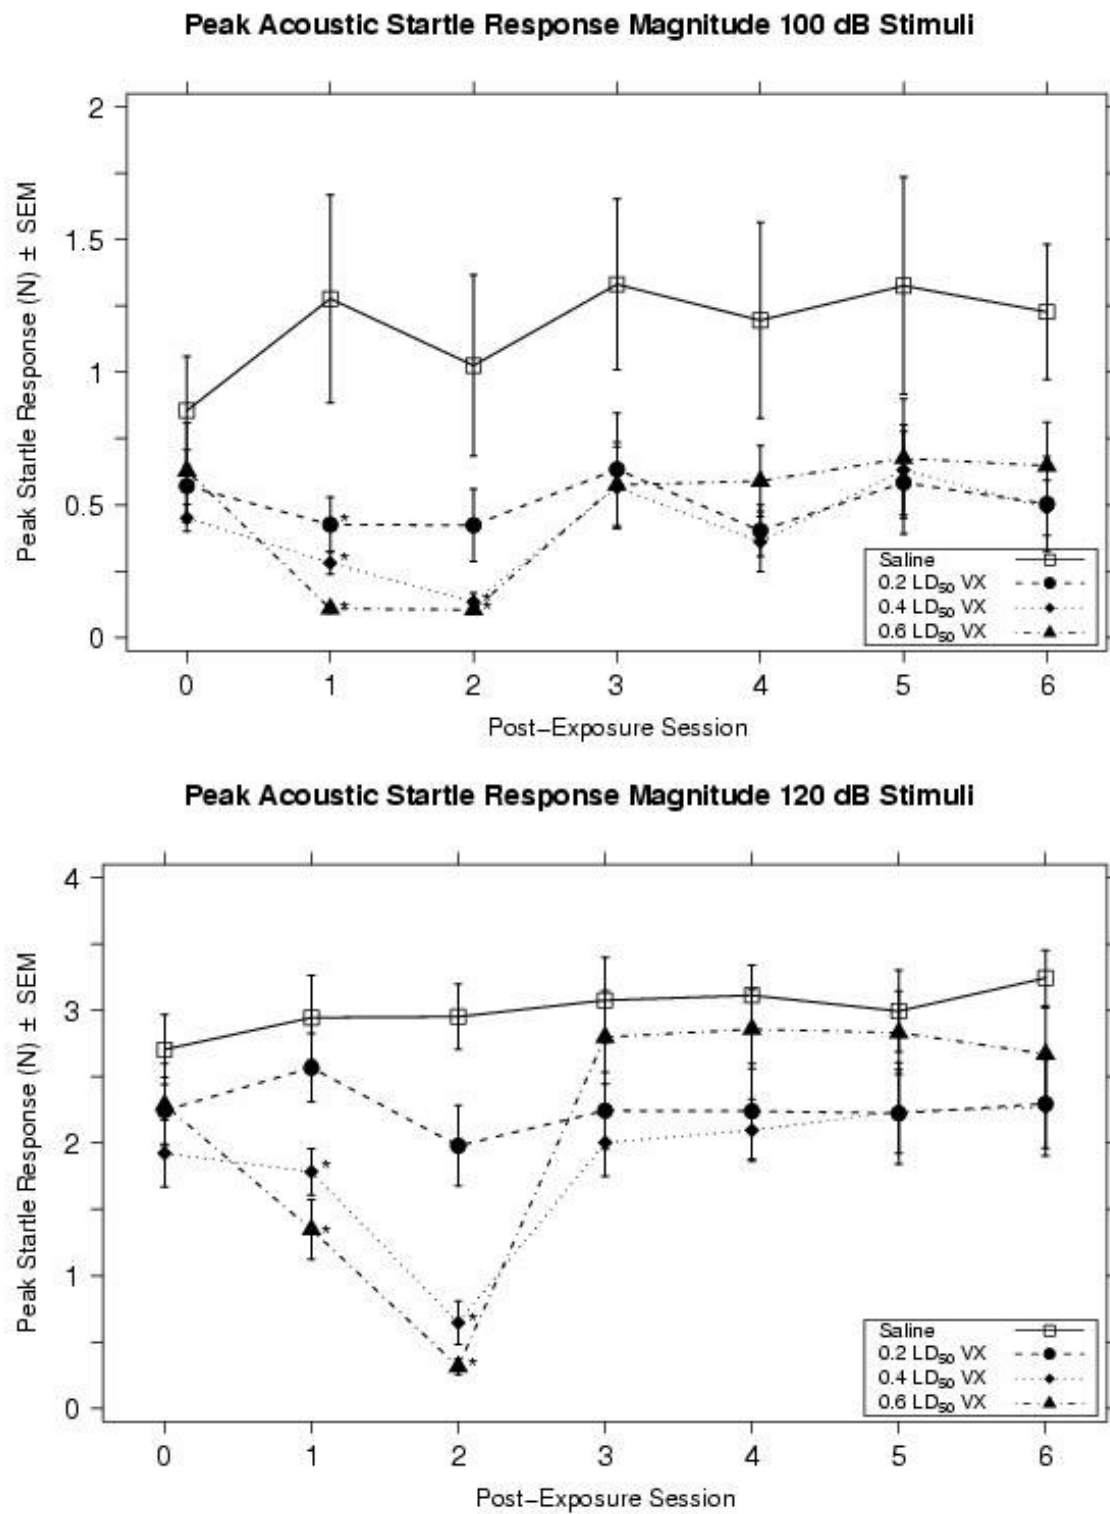 Peak Acoustic Startle Response Magnitude 100 dB Stimuli
Peak Startle Response (N) ± SEM
2
1.5
1
0.5
0
Saline
0.2 LD₅₀ VX
0.4 LD₅₀ VX
0.6 LD₅₀ VX
* * * * *
0 1 2 3 4 5 6
Post-Exposure Session
Peak Acoustic Startle Response Magnitude 120 dB Stimuli
Peak Startle Response (N) ± SEM
4
3
2
1
0
* * * *
Saline
0.2 LD₅₀ VX
0.4 LD₅₀ VX
0.6 LD₅₀ VX
0 1 2 3 4 5 6
Post-Exposure Session